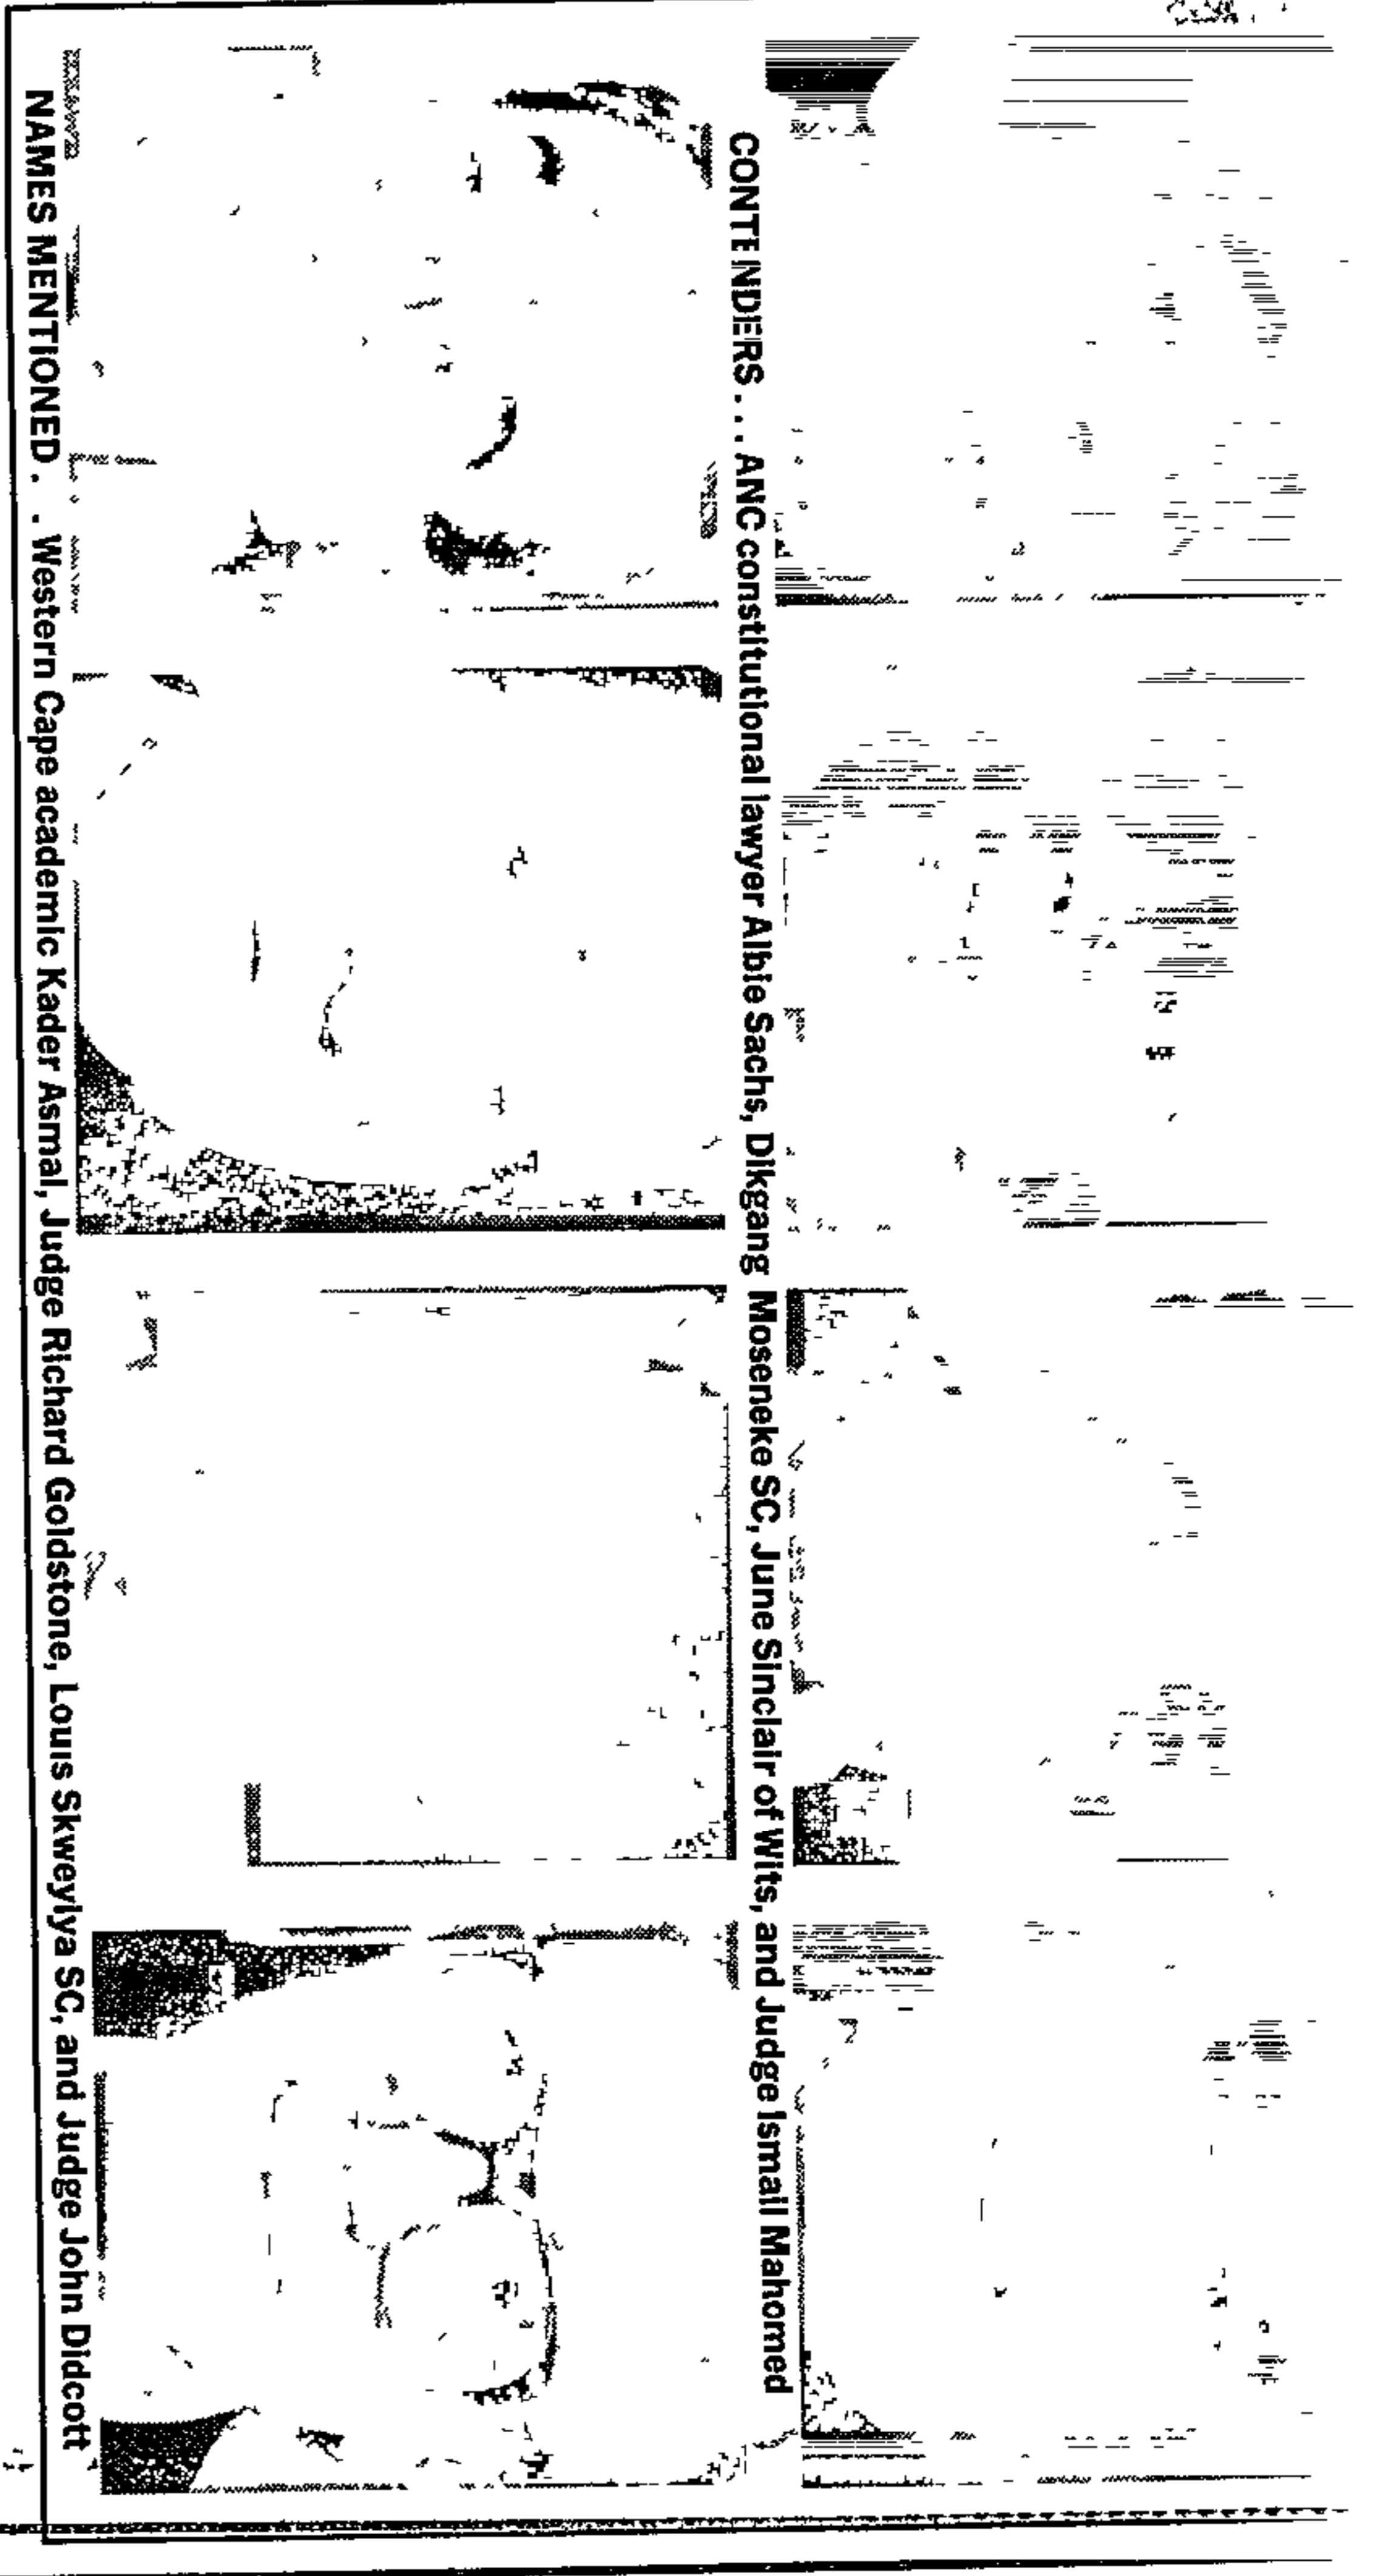 CONTENDERS . . . ANC constitutional lawyer Albie Sachs, Dikgang Moseneke SC, June Sinclair of Wits, and Judge Ismail Mahomed
NAMES MENTIONED . . Western Cape academic Kader Asmal, Judge Richard Goldstone, Louis Skweyiya SC, and Judge John Didcott